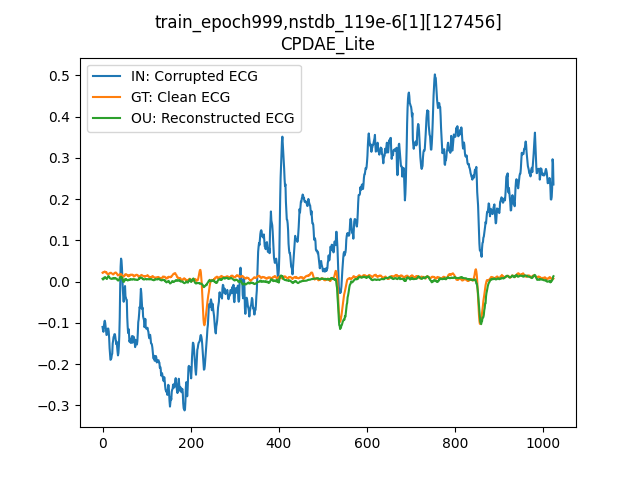 train_epoch999,nstdb_119e-6[1][127456]
CPDAE_Lite
IN: Corrupted ECG
GT: Clean ECG
OU: Reconstructed ECG
0.5
0.4
0.3
0.2
0.1
0.0
−0.1
−0.2
−0.3
0 200 400 600 800 1000